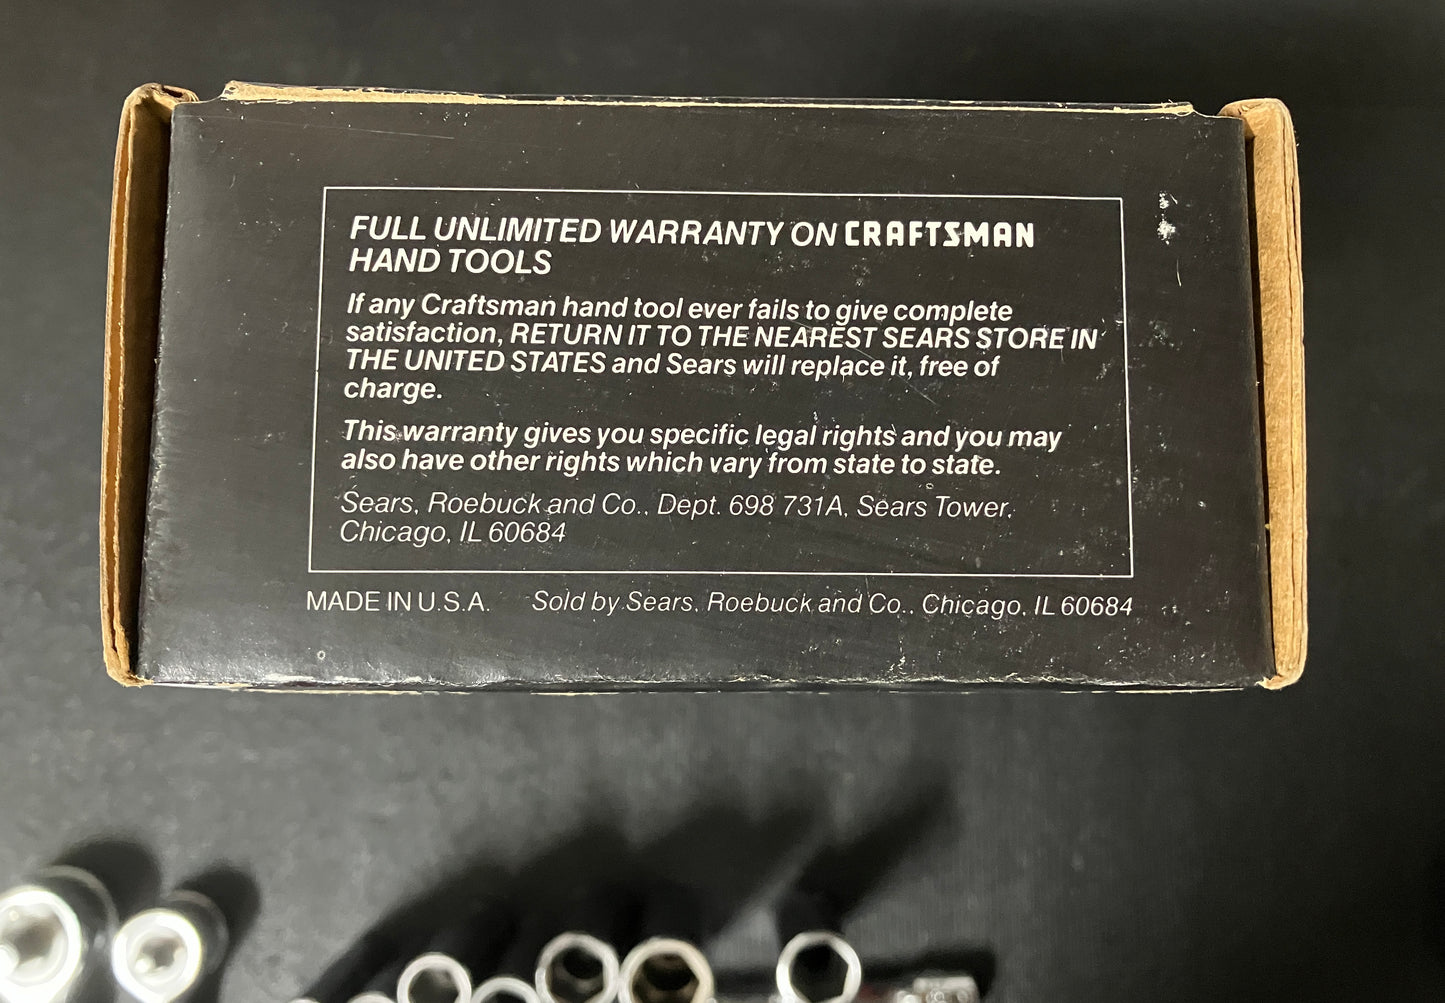 FULL UNLIMITED WARRANTY ON CRAFTSMAN
HAND TOOLS
If any Craftsman hand tool ever fails to give complete
satisfaction, RETURN IT TO THE NEAREST SEARS STORE IN
THE UNITED STATES and Sears will replace it, free of
charge.
This warranty gives you specific legal rights and you may
also have other rights which vary from state to state.
Sears, Roebuck and Co., Dept. 698 731A, Sears Tower,
Chicago, IL 60684
MADE IN U.S.A. Sold by Sears, Roebuck and Co., Chicago, IL 60684